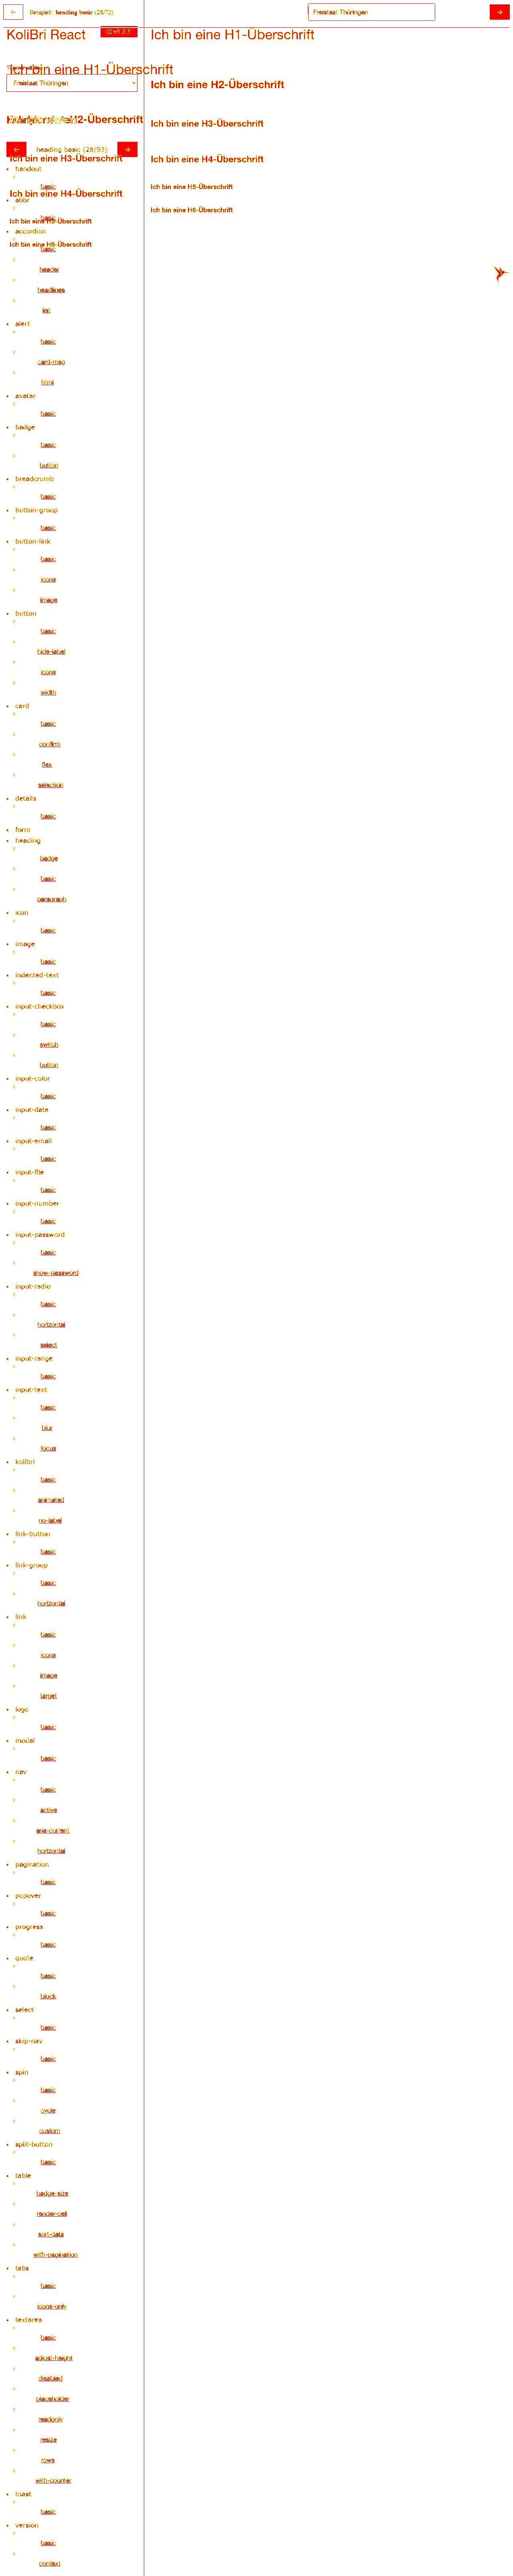 Beispiel: heading basic
Freistaat Thüringen
KoliBri React
Ich bin eine H1-Überschrift
Ich bin eine H1-Überschrift
Freistaat Thüringen
Ich bin eine H2-Überschrift
H2-Überschrift
Ich bin eine H3-Überschrift
heading basic
Ich bin eine H3-Überschrift
Ich bin eine H4-Überschrift
handout
basic
Ich bin eine H5-Überschrift
Ich bin eine H4-Überschrift
abbr
basic
Ich bin eine H6-Überschrift
Ich bin eine H5-Überschrift
accordion
Ich bin eine H6-Überschrift
basic
header
headlines
list
alert
basic
card-msg
html
avatar
basic
badge
basic
button
breadcrumb
basic
button-group
basic
button-link
basic
icons
image
button
basic
hide-label
icons
width
card
basic
confirm
flex
selection
details
basic
form
heading
badge
basic
paragraph
icon
basic
image
basic
indented-text
basic
input-checkbox
basic
switch
button
input-color
basic
input-date
basic
input-email
basic
input-file
basic
input-number
basic
input-password
basic
show-password
input-radio
basic
horizontal
select
input-range
basic
input-text
basic
blur
focus
kolibri
basic
animated
no-label
link-button
basic
link-group
basic
horizontal
link
basic
icons
image
target
logo
basic
modal
basic
nav
basic
active
aria-current
horizontal
pagination
basic
popover
basic
progress
basic
quote
basic
block
select
basic
skip-nav
basic
spin
basic
cycle
custom
split-button
basic
table
badge-size
render-cell
sort-data
with-pagination
tabs
basic
icons-only
textarea
basic
adjust-height
disabled
placeholder
readonly
resize
rows
with-counter
toast
basic
version
basic
context